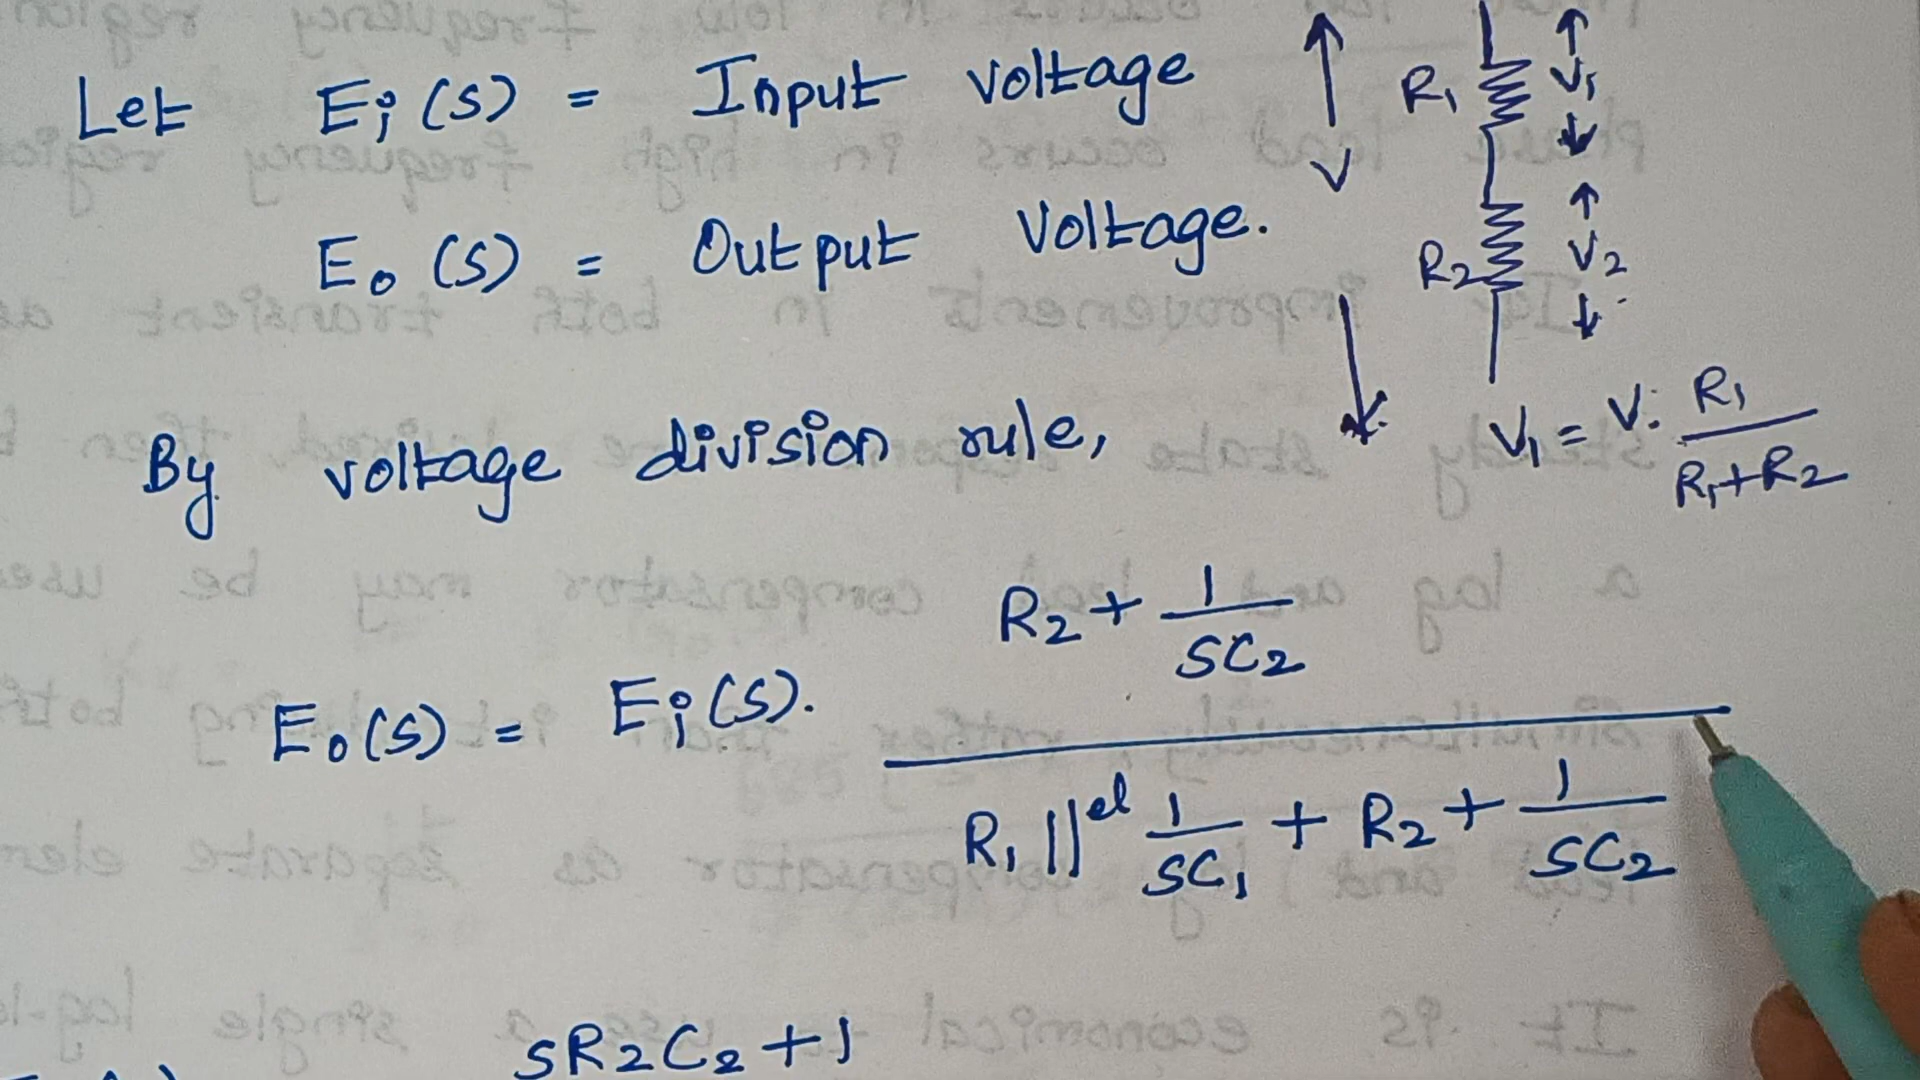 Let Ei(s) = Input voltage
Eo(s) = Output Voltage.
V
R1
V1
R2
V2
V1 = V. R1 / R1+R2
By voltage division rule,
Eo(s) = Ei(s). R2 + 1/SC2
R1 ||el 1/SC1 + R2 + 1/SC2
SR2C2+1